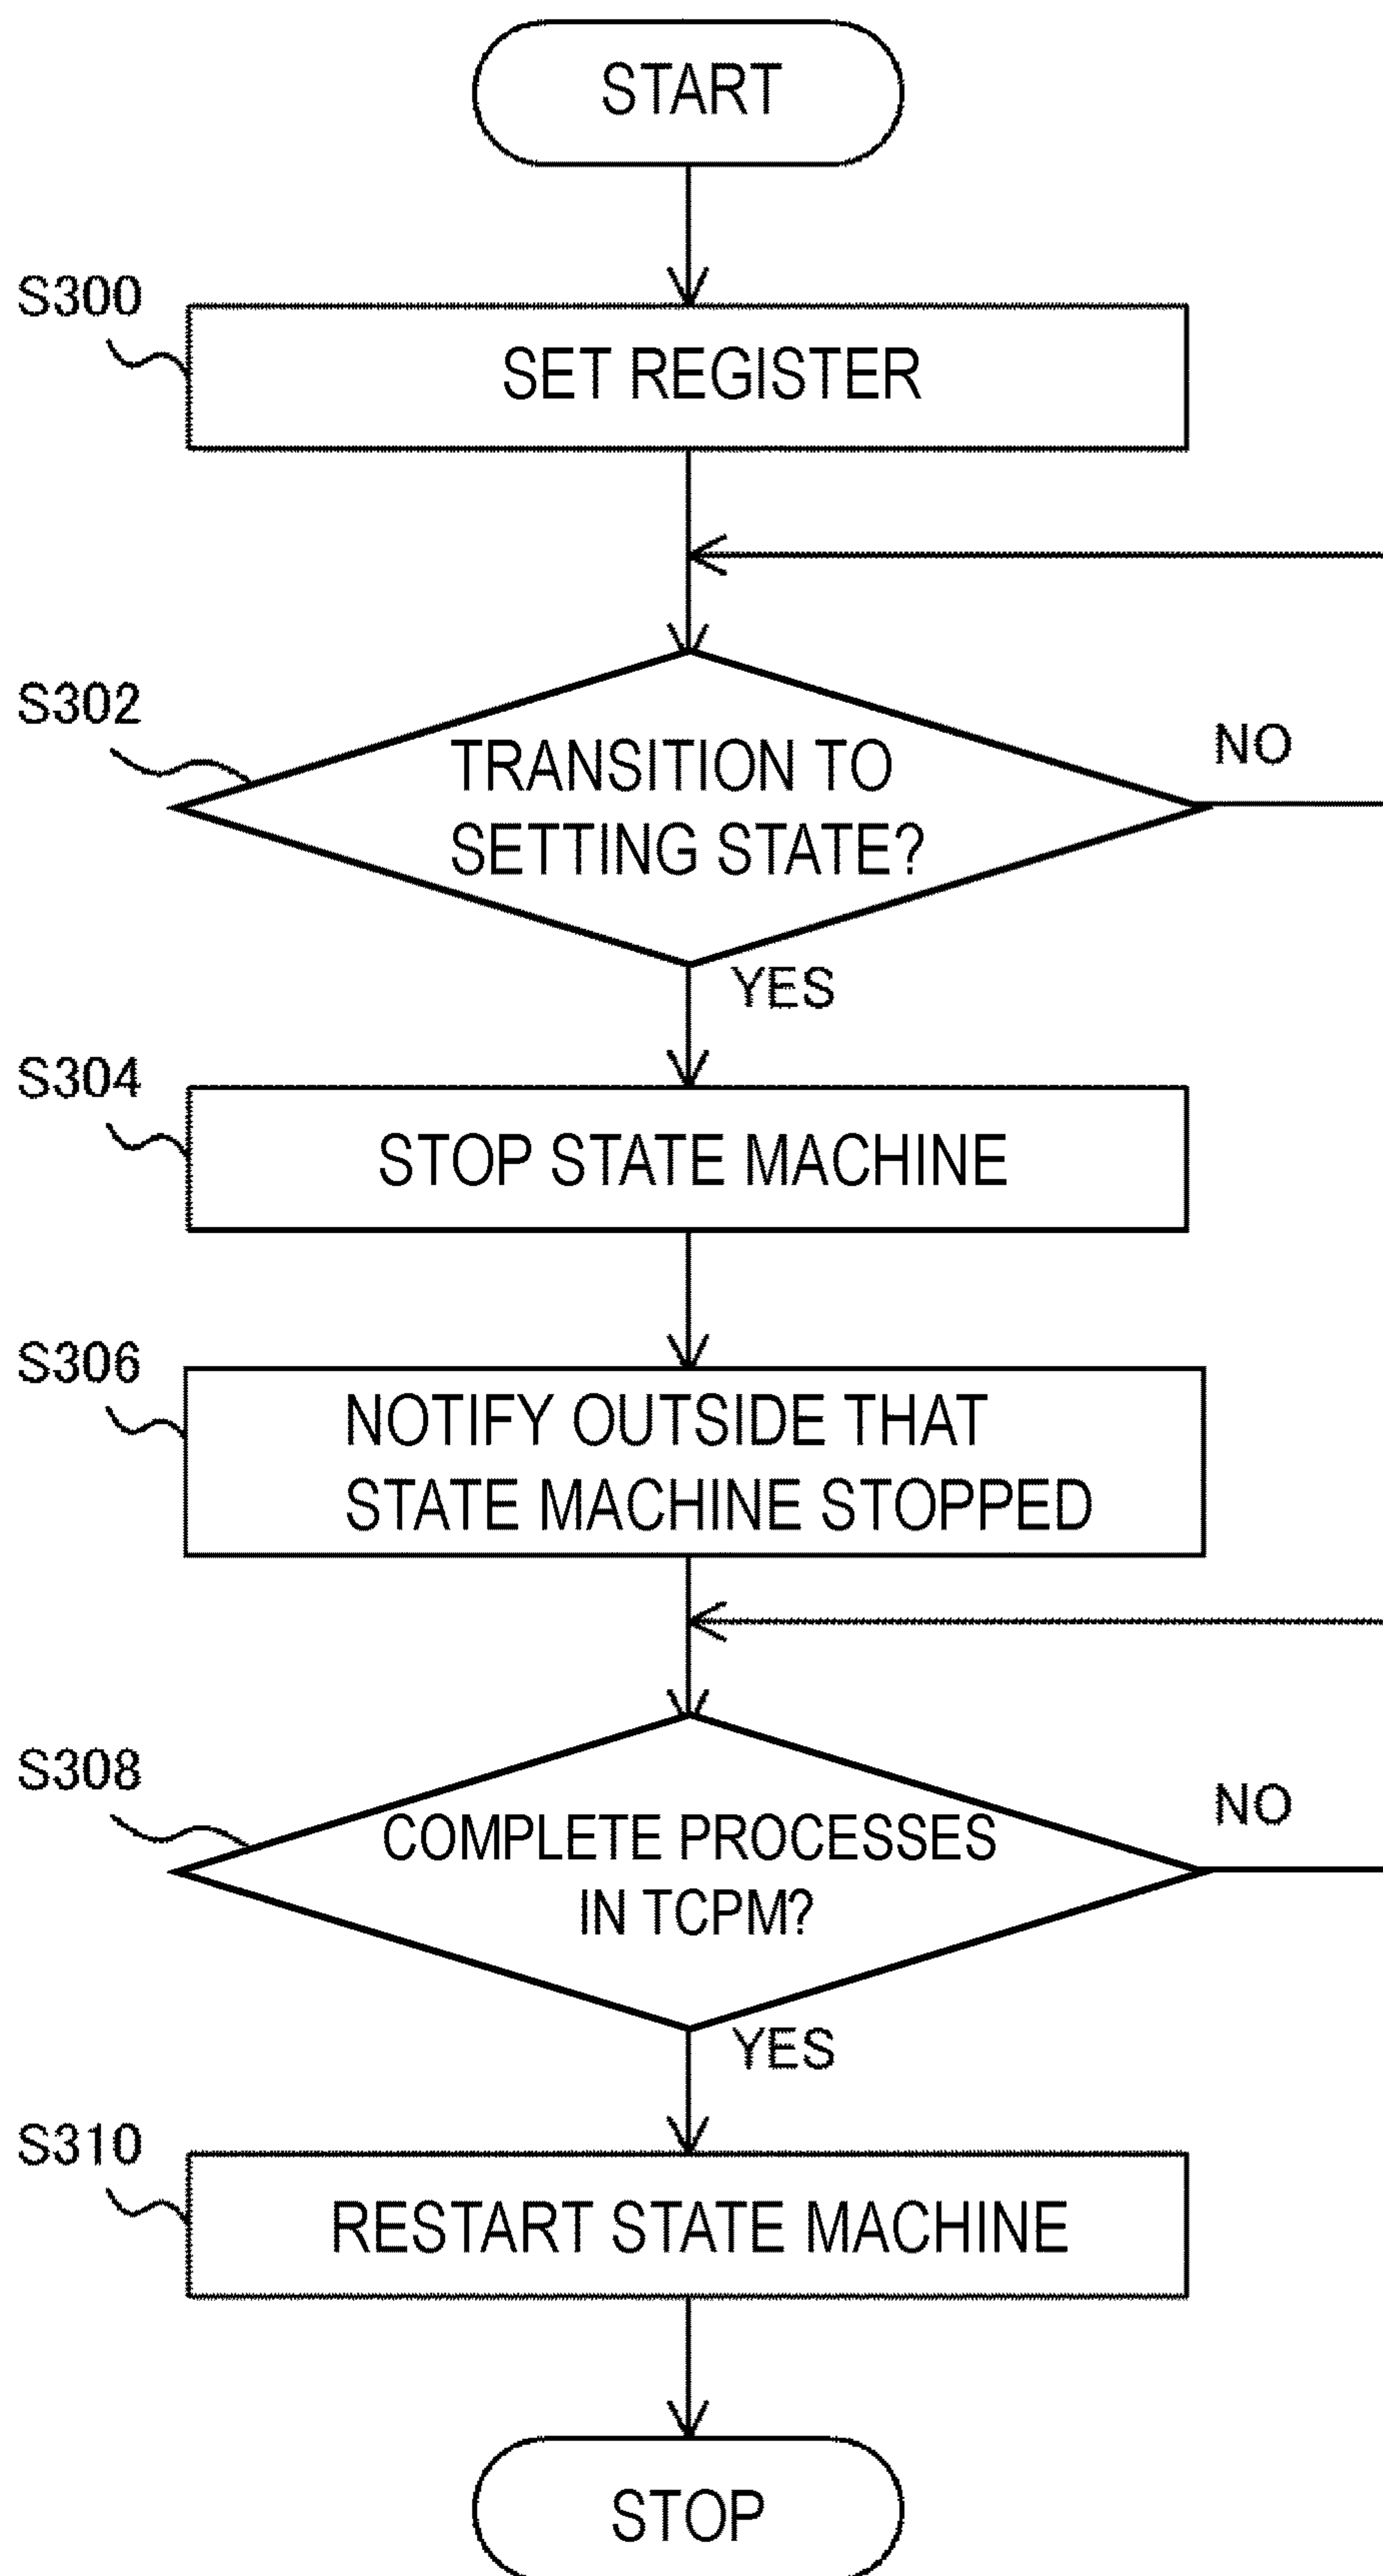 START
S300
SET REGISTER
S302
TRANSITION TO
SETTING STATE?
NO
YES
S304
STOP STATE MACHINE
S306
NOTIFY OUTSIDE THAT
STATE MACHINE STOPPED
S308
COMPLETE PROCESSES
IN TCPM?
NO
YES
S310
RESTART STATE MACHINE
STOP